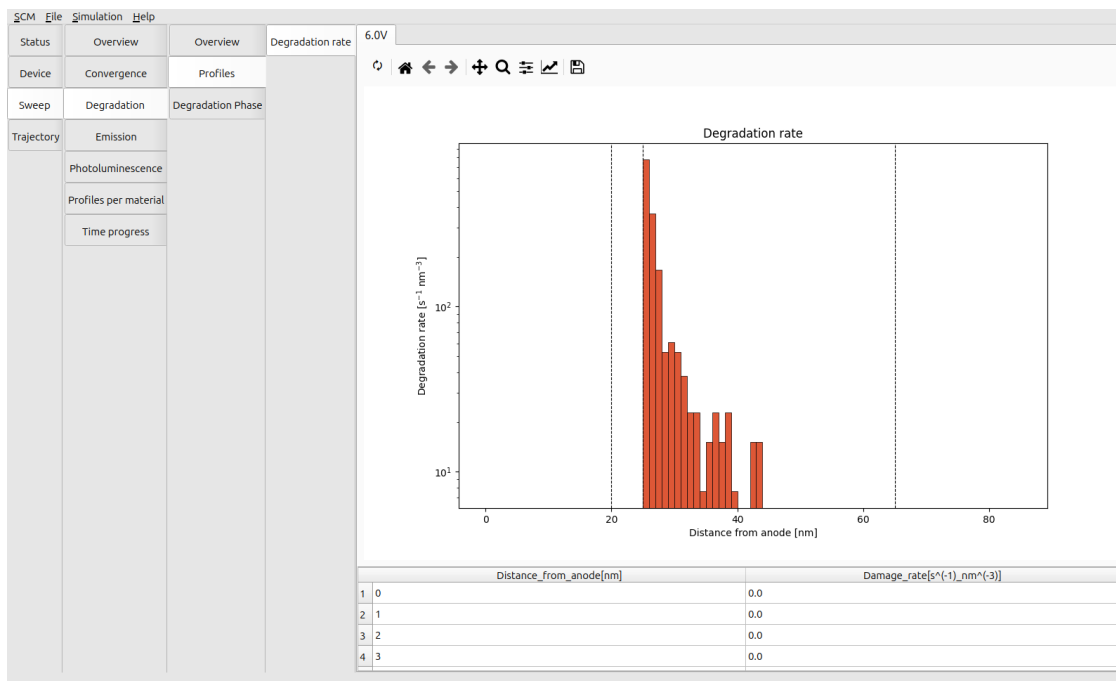 SCM File Simulation Help
Status Overview Overview Degradation rate 6.0V
Device Convergence Profiles
Sweep Degradation Degradation Phase
Trajectory Emission
Photoluminescence
Profiles per material
Time progress
Degradation rate
Degradation rate [s⁻¹ nm⁻³]
10²
10¹
0 20 40 60 80
Distance from anode [nm]
Distance_from_anode[nm] Damage_rate[s^(-1)_nm^(-3)]
1 0 0.0
2 1 0.0
3 2 0.0
4 3 0.0